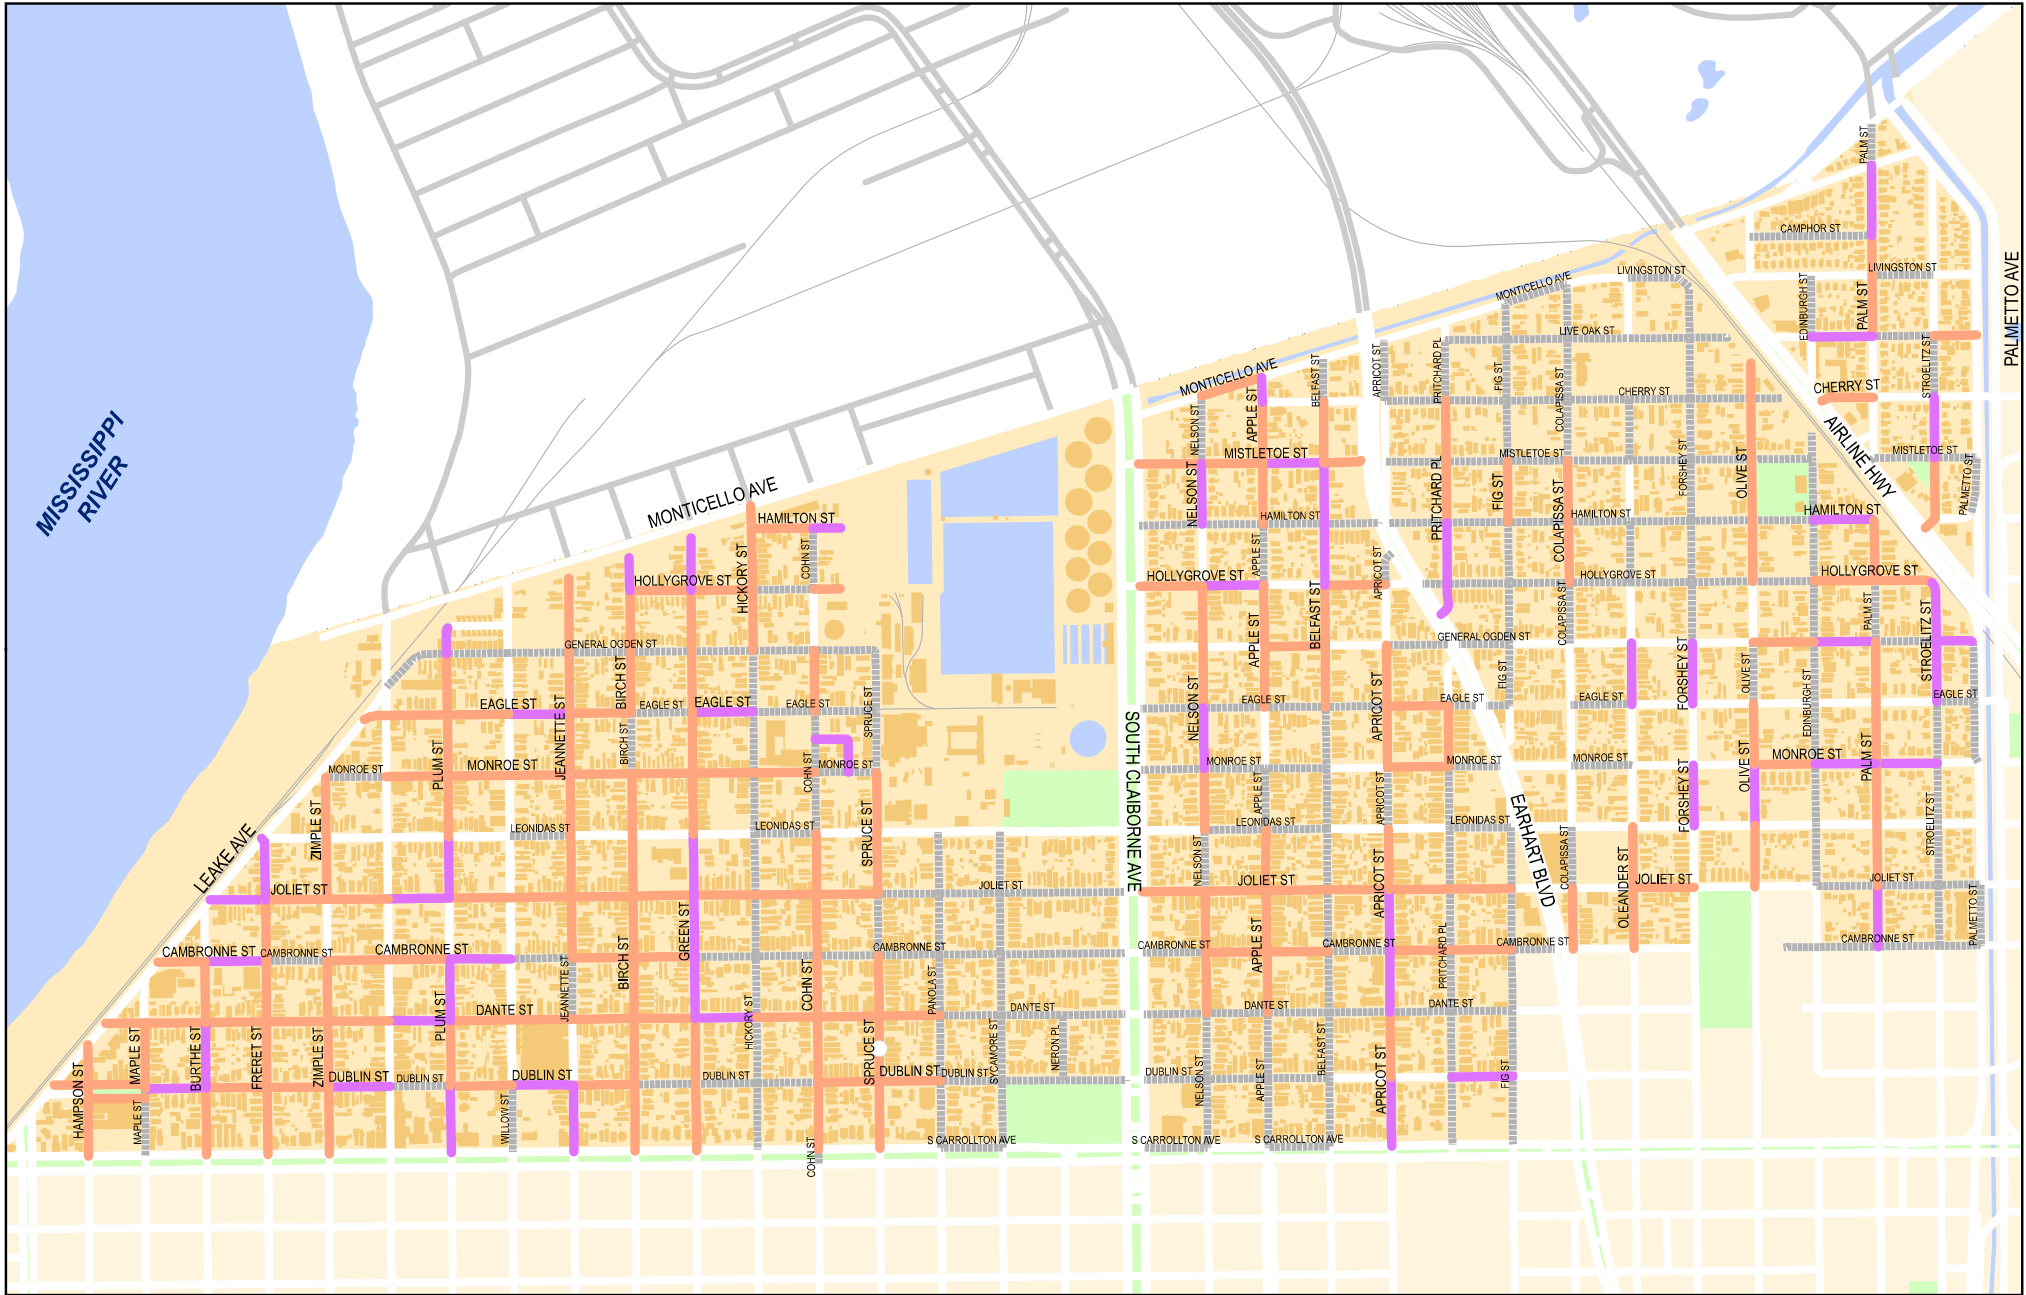 PALM ST
CAMPHOR ST
LIVINGSTON ST
LIVINGSTON ST
PALMETTO AVE
MONTICELLO AVE
EDINBURGH ST
PALM ST
LIVE OAK ST
STROELITZ ST
BELFAST ST
APRICOT ST
PRITCHARD PL
FIG ST
COLAPISSA ST
MONTICELLO AVE
CHERRY ST
CHERRY ST
MISSISSIPPI
RIVER
NELSON ST
APPLE ST
MISTLETOE ST
MISTLETOE ST
FORSHEY ST
OLIVE ST
AIRLINE HWY
MISTLETOE ST
PALMETTO ST
MONTICELLO AVE
NELSON ST
PRITCHARD PL
FIG ST
COLAPISSA ST
HAMILTON ST
HAMILTON ST
HAMILTON ST
HAMILTON ST
COHN ST
APPLE ST
APRICOT ST
HOLLYGROVE ST
HICKORY ST
HOLLYGROVE ST
HOLLYGROVE ST
HOLLYGROVE ST
BELFAST ST
COLAPISSA ST
PALM ST
STROELITZ ST
GENERAL OGDEN ST
GENERAL OGDEN ST
APPLE ST
FIG ST
FORSHEY ST
OLIVE ST
EDINBURGH ST
BIRCH ST
EAGLE ST
JEANNETTE ST
EAGLE ST
EAGLE ST
EAGLE ST
SPRUCE ST
NELSON ST
EAGLE ST
APRICOT ST
EAGLE ST
EAGLE ST
EAGLE ST
SOUTH CLAIBORNE AVE
PLUM ST
BIRCH ST
MONROE ST
MONROE ST
COHN ST
MONROE ST
MONROE ST
MONROE ST
MONROE ST
OLIVE ST
MONROE ST
PALM ST
APPLE ST
APRICOT ST
FORSHEY ST
STROELITZ ST
LEAKE AVE
ZIMPLE ST
LEONIDAS ST
LEONIDAS ST
SPRUCE ST
LEONIDAS ST
LEONIDAS ST
EARHART BLVD
COLAPISSA ST
NELSON ST
APRICOT ST
OLEANDER ST
JOLIET ST
JOLIET ST
JOLIET ST
JOLIET ST
JOLIET ST
GREEN ST
PALMETTO ST
CAMBRONNE ST
CAMBRONNE ST
CAMBRONNE ST
CAMBRONNE ST
CAMBRONNE ST
APPLE ST
CAMBRONNE ST
PRITCHARD PL
CAMBRONNE ST
CAMBRONNE ST
BIRCH ST
JEANNETTE ST
COHN ST
PANOLA ST
PLUM ST
DANTE ST
DANTE ST
DANTE ST
DANTE ST
HICKORY ST
SPRUCE ST
SYCAMORE ST
NERON PL
BELFAST ST
HAMPSON ST
MAPLE ST
BURTHE ST
FRERET ST
ZIMPLE ST
DUBLIN ST
DUBLIN ST
DUBLIN ST
DUBLIN ST
DUBLIN ST
DUBLIN ST
DUBLIN ST
NELSON ST
APPLE ST
APRICOT ST
FIG ST
MAPLE ST
WILLOW ST
COHN ST
S CARROLLTON AVE
S CARROLLTON AVE
S CARROLLTON AVE